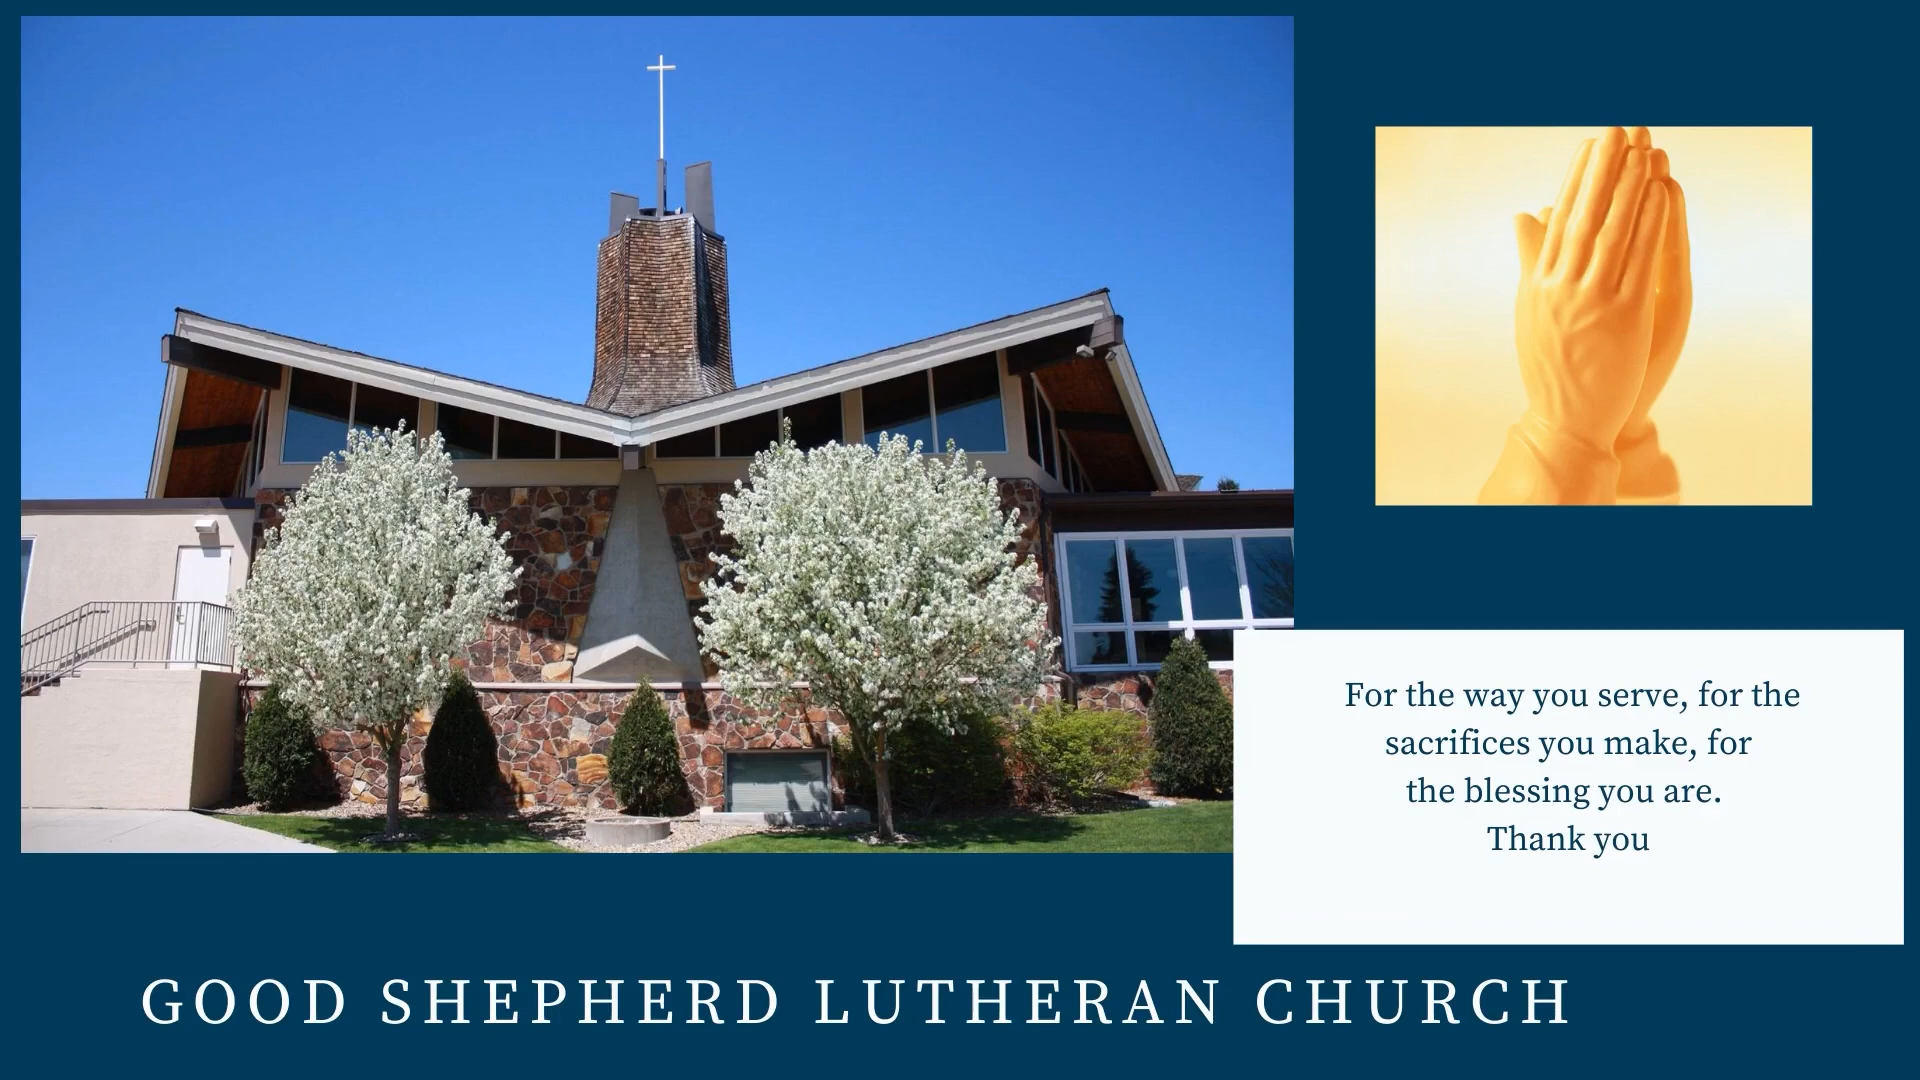 For the way you serve, for the
sacrifices you make, for
the blessing you are.
Thank you
GOOD SHEPHERD LUTHERAN CHURCH